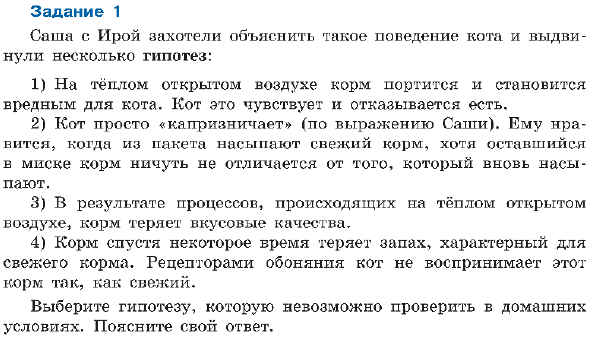 Задание 1
Саша с Ирой захотели объяснить такое поведение кота и выдви-
нули несколько гипотез:
1) На тёплом открытом воздухе корм портится и становится
вредным для кота. Кот это чувствует и отказывается есть.
2) Кот просто «капризничает» (по выражению Саши). Ему нра-
вится, когда из пакета насыпают свежий корм, хотя оставшийся
в миске корм ничуть не отличается от того, который вновь насы-
пают.
3) В результате процессов, происходящих на тёплом открытом
воздухе, корм теряет вкусовые качества.
4) Корм спустя некоторое время теряет запах, характерный для
свежего корма. Рецепторами обоняния кот не воспринимает этот
корм так, как свежий.
Выберите гипотезу, которую невозможно проверить в домашних
условиях. Поясните свой ответ.